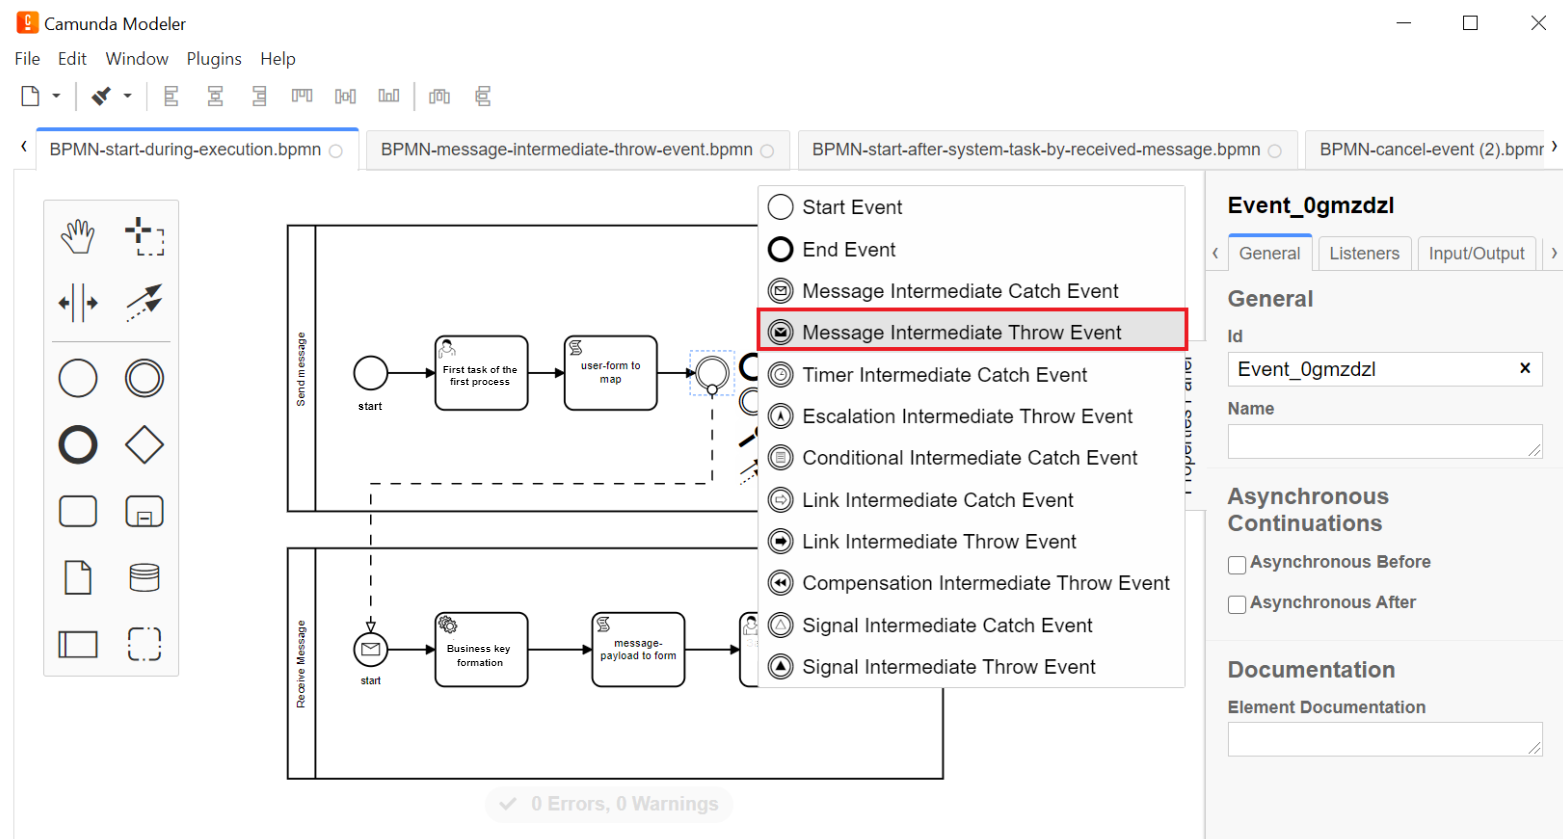 Camunda Modeler
File Edit Window Plugins Help
BPMN-start-during-execution.bpmn
BPMN-message-intermediate-throw-event.bpmn
BPMN-start-after-system-task-by-received-message.bpmn
BPMN-cancel-event (2).bpmn
Send message
start
First task of the
first process
user-form to
map
Receive Message
start
Business key
formation
message-
payload to form
Start Event
End Event
Message Intermediate Catch Event
Message Intermediate Throw Event
Timer Intermediate Catch Event
Escalation Intermediate Throw Event
Conditional Intermediate Catch Event
Link Intermediate Catch Event
Link Intermediate Throw Event
Compensation Intermediate Throw Event
Signal Intermediate Catch Event
Signal Intermediate Throw Event
0 Errors, 0 Warnings
Properties Panel
Event_0gmzdzl
General
Listeners
Input/Output
General
Id
Event_0gmzdzl
Name
Asynchronous
Continuations
Asynchronous Before
Asynchronous After
Documentation
Element Documentation